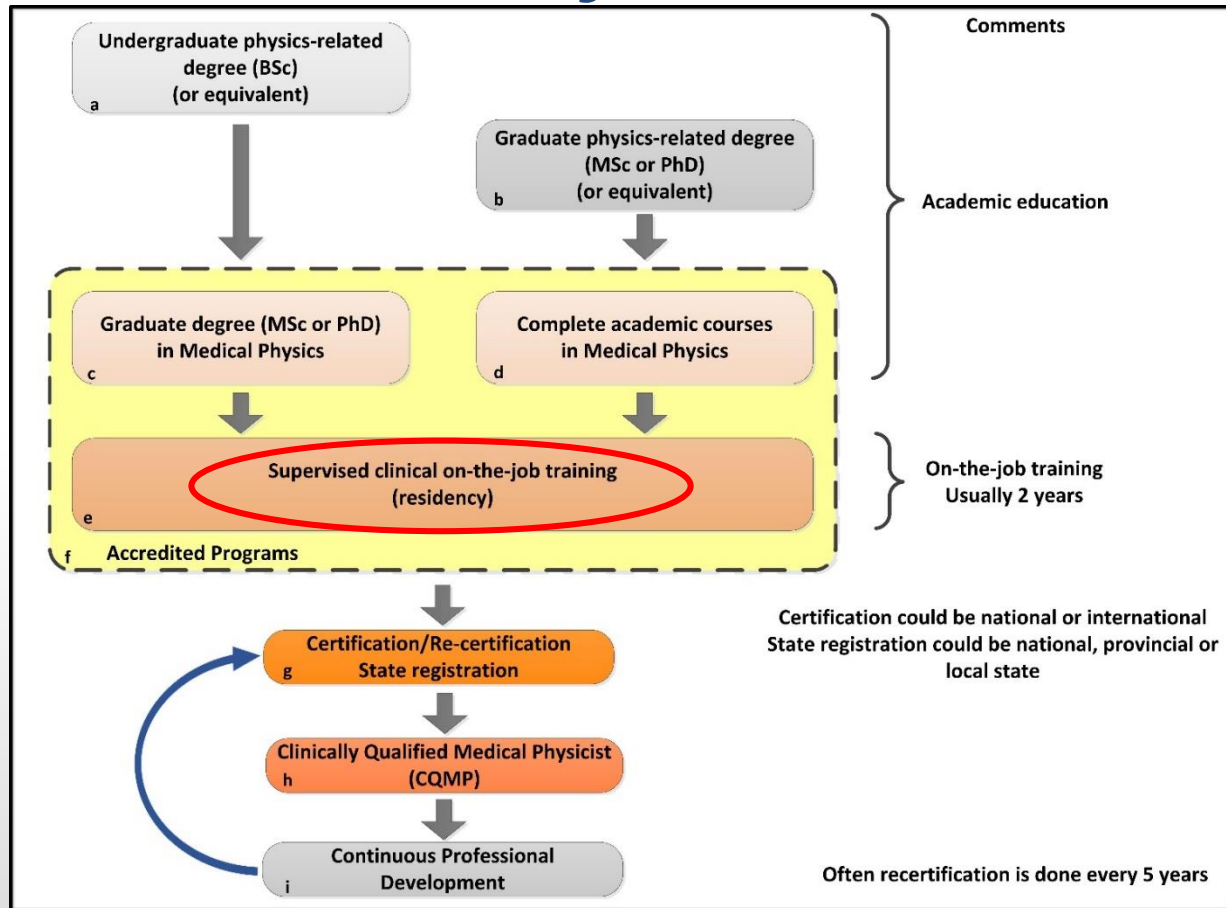 Comments
Undergraduate physics-related
degree (BSc)
(or equivalent)
a
Graduate physics-related degree
(MSc or PhD)
(or equivalent)
b
Academic education
Graduate degree (MSc or PhD)
in Medical Physics
c
Complete academic courses
in Medical Physics
d
Supervised clinical on-the-job training
(residency)
e
On-the-job training
Usually 2 years
f Accredited Programs
Certification/Re-certification
State registration
g
Certification could be national or international
State registration could be national, provincial or
local state
Clinically Qualified Medical Physicist
(CQMP)
h
Continuous Professional
Development
i
Often recertification is done every 5 years